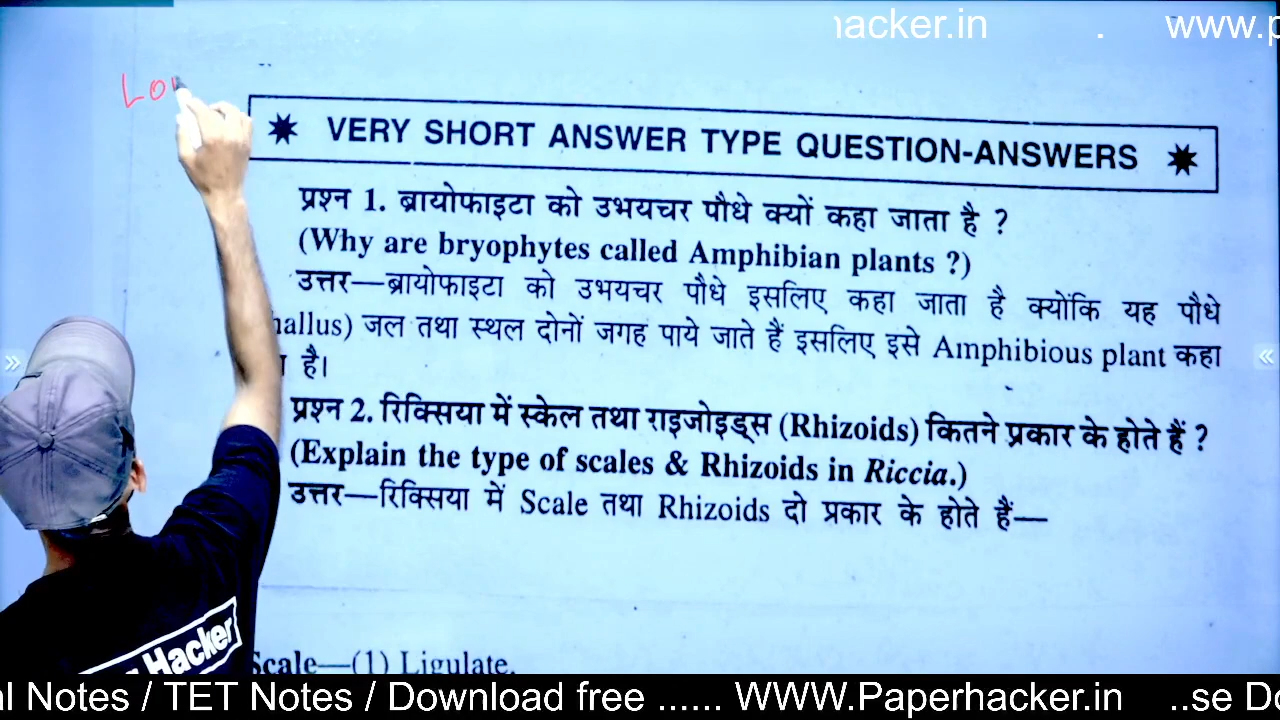 hacker.in . www.p
Lo
VERY SHORT ANSWER TYPE QUESTION-ANSWERS
प्रश्न 1. ब्रायोफाइटा को उभयचर पौधे क्यों कहा जाता है ?
(Why are bryophytes called Amphibian plants ?)
उत्तर—ब्रायोफाइटा को उभयचर पौधे इसलिए कहा जाता है क्योंकि यह पौधे
hallus) जल तथा स्थल दोनों जगह पाये जाते हैं इसलिए इसे Amphibious plant कहा
है।
प्रश्न 2. रिक्सिया में स्केल तथा राइजोइड्स (Rhizoids) कितने प्रकार के होते हैं ?
(Explain the type of scales & Rhizoids in Riccia.)
उत्तर—रिक्सिया में Scale तथा Rhizoids दो प्रकार के होते हैं—
Hacker
Scale—(1) Ligulate.
al Notes / TET Notes / Download free ...... WWW.Paperhacker.in ..se Do